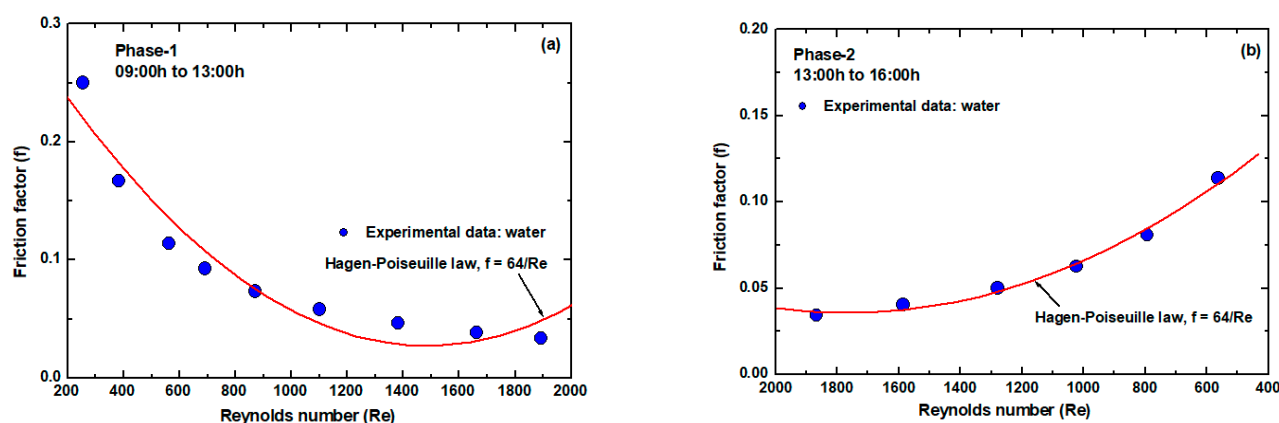 (a)
Phase-1
09:00h to 13:00h
Experimental data: water
Hagen-Poiseuille law, f = 64/Re
Friction factor (f)
0.3
0.2
0.1
0.0
200 400 600 800 1000 1200 1400 1600 1800 2000
Reynolds number (Re)
(b)
Phase-2
13:00h to 16:00h
Experimental data: water
Hagen-Poiseuille law, f = 64/Re
Friction factor (f)
0.20
0.15
0.10
0.05
0.00
2000 1800 1600 1400 1200 1000 800 600 400
Reynolds number (Re)